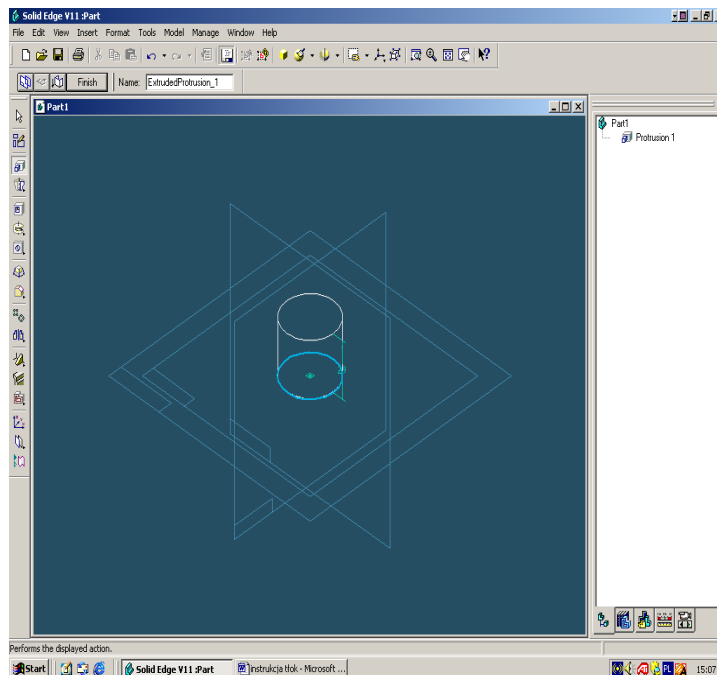 Solid Edge V11 :Part
File Edit View Insert Format Tools Model Manage Window Help
Finish Name: ExtrudedProtrusion_1
Part1
Part1
Protrusion 1
Performs the displayed action.
Start Solid Edge V11 :Part instrukcja tłok - Microsoft ... PL 15:07